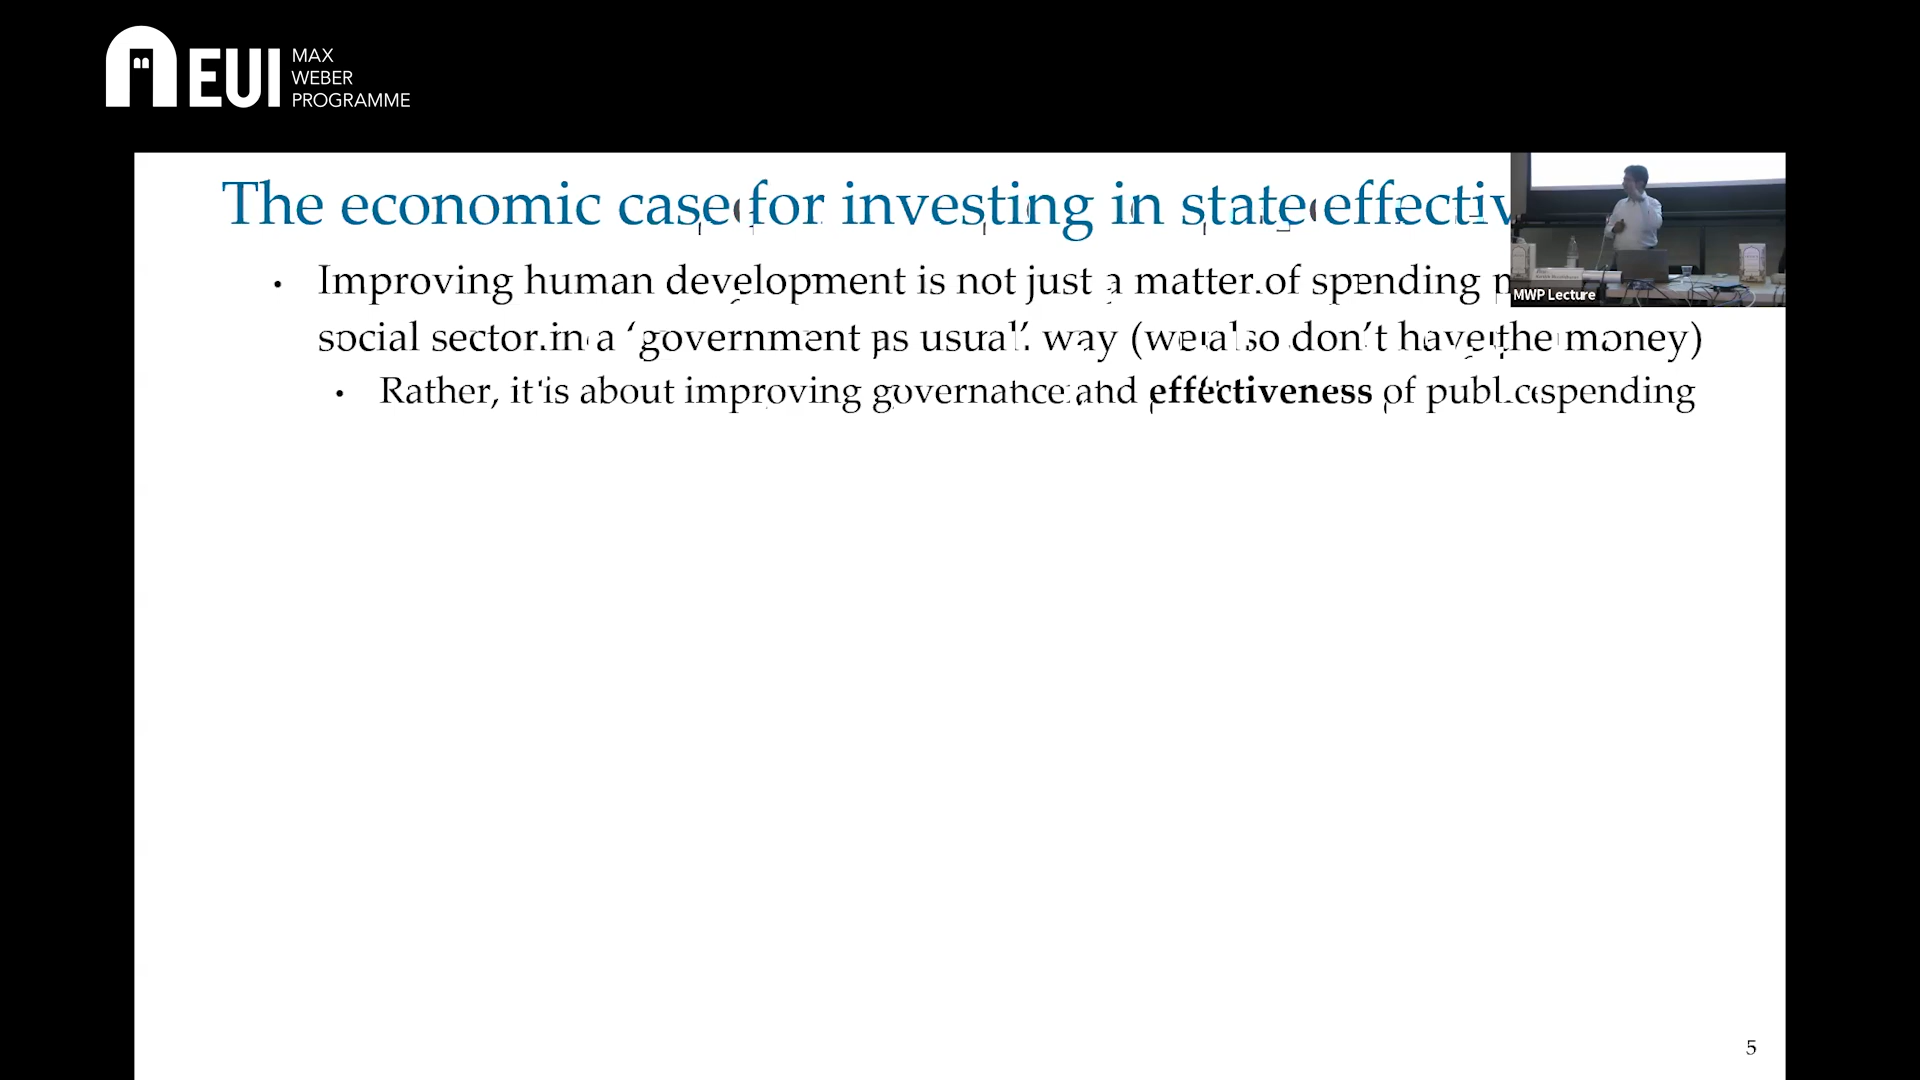 EUI
MAX
WEBER
PROGRAMME
The economic case for investing in state
• Improving human development is not just a matter of spending
social sector in a ‘government as usual’ way (we also don’t have the money)
• Rather, it is about improving governance and effectiveness of public spending
MWP Lecture
5